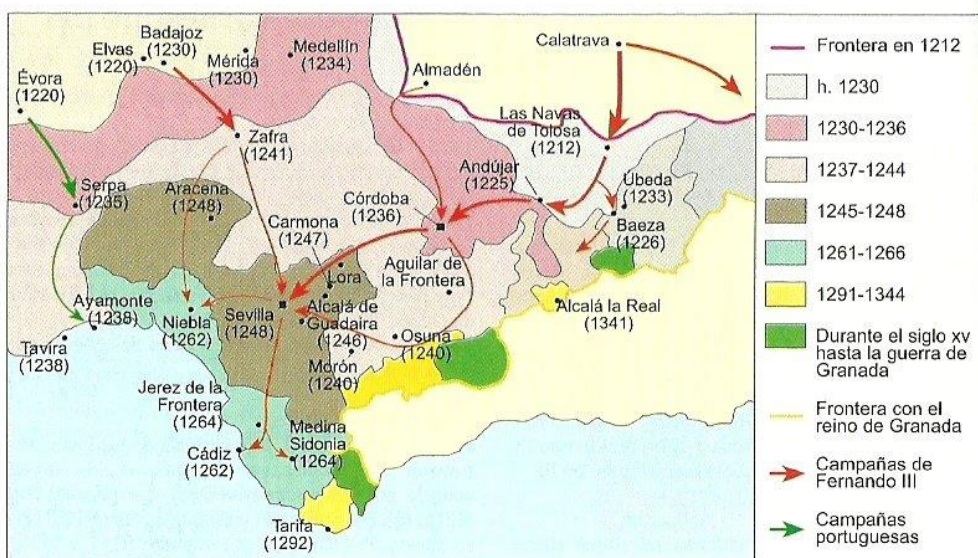 Badajoz
(1230)
Elvas
(1220)
Mérida
(1230)
Medellín
(1234)
Almadén
Calatrava
Évora
(1220)
Las Navas
de Tolosa
(1212)
Zafra
(1241)
Andújar
(1225)
Úbeda
(1233)
Serpa
(1235)
Aracena
(1248)
Córdoba
(1236)
Baeza
(1226)
Carmona
(1247)
Lora
Aguilar de
la Frontera
Ayamonte
(1238)
Niebla
(1262)
Sevilla
(1248)
Alcalá de
Guadaira
(1246)
Alcalá la Real
(1341)
Tavira
(1238)
Osuna
(1240)
Morón
(1240)
Jerez de la
Frontera
(1264)
Medina
Sidonia
(1264)
Cádiz
(1262)
Tarifa
(1292)
Frontera en 1212
h. 1230
1230-1236
1237-1244
1245-1248
1261-1266
1291-1344
Durante el siglo XV
hasta la guerra de
Granada
Frontera con el
reino de Granada
Campañas de
Fernando III
Campañas
portuguesas